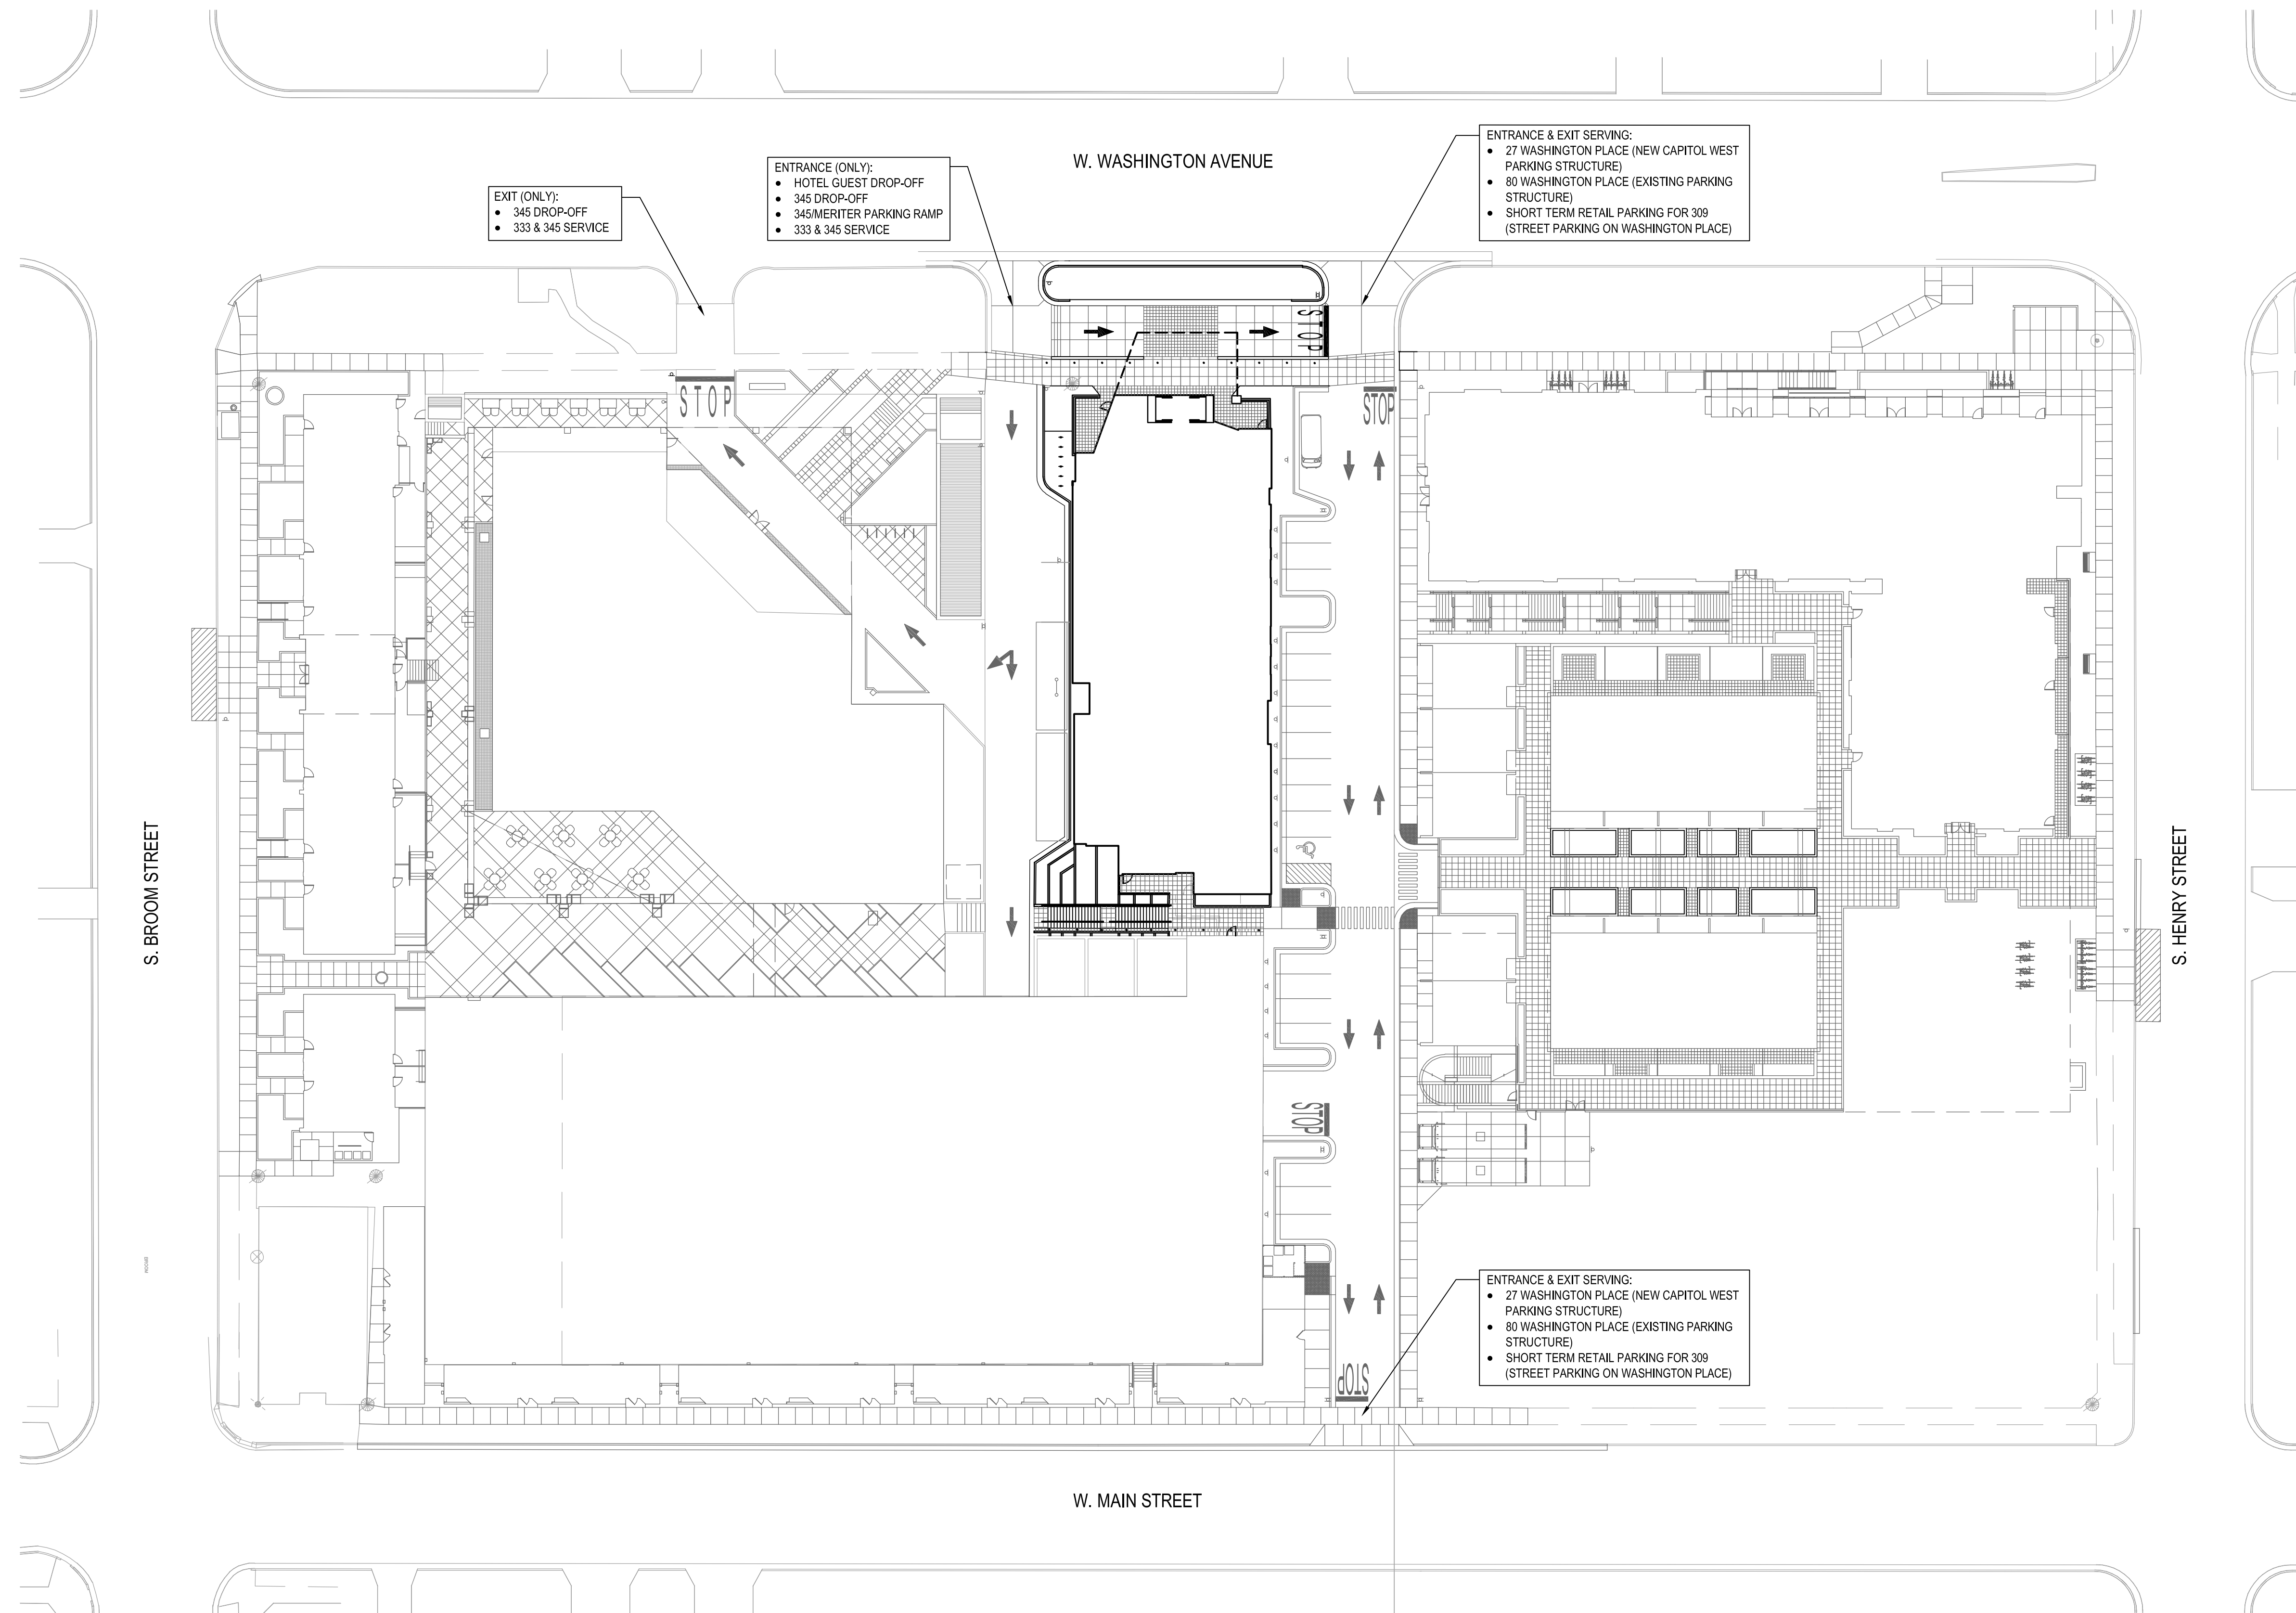 W. WASHINGTON AVENUE
EXIT (ONLY):
● 345 DROP-OFF
● 333 & 345 SERVICE
ENTRANCE (ONLY):
● HOTEL GUEST DROP-OFF
● 345 DROP-OFF
● 345/MERITER PARKING RAMP
● 333 & 345 SERVICE
ENTRANCE & EXIT SERVING:
● 27 WASHINGTON PLACE (NEW CAPITOL WEST
PARKING STRUCTURE)
● 80 WASHINGTON PLACE (EXISTING PARKING
STRUCTURE)
● SHORT TERM RETAIL PARKING FOR 309
(STREET PARKING ON WASHINGTON PLACE)
STOP
STOP
STOP
S. BROOM STREET
S. HENRY STREET
STOP
BROOM
ENTRANCE & EXIT SERVING:
● 27 WASHINGTON PLACE (NEW CAPITOL WEST
PARKING STRUCTURE)
● 80 WASHINGTON PLACE (EXISTING PARKING
STRUCTURE)
● SHORT TERM RETAIL PARKING FOR 309
(STREET PARKING ON WASHINGTON PLACE)
STOP
W. MAIN STREET